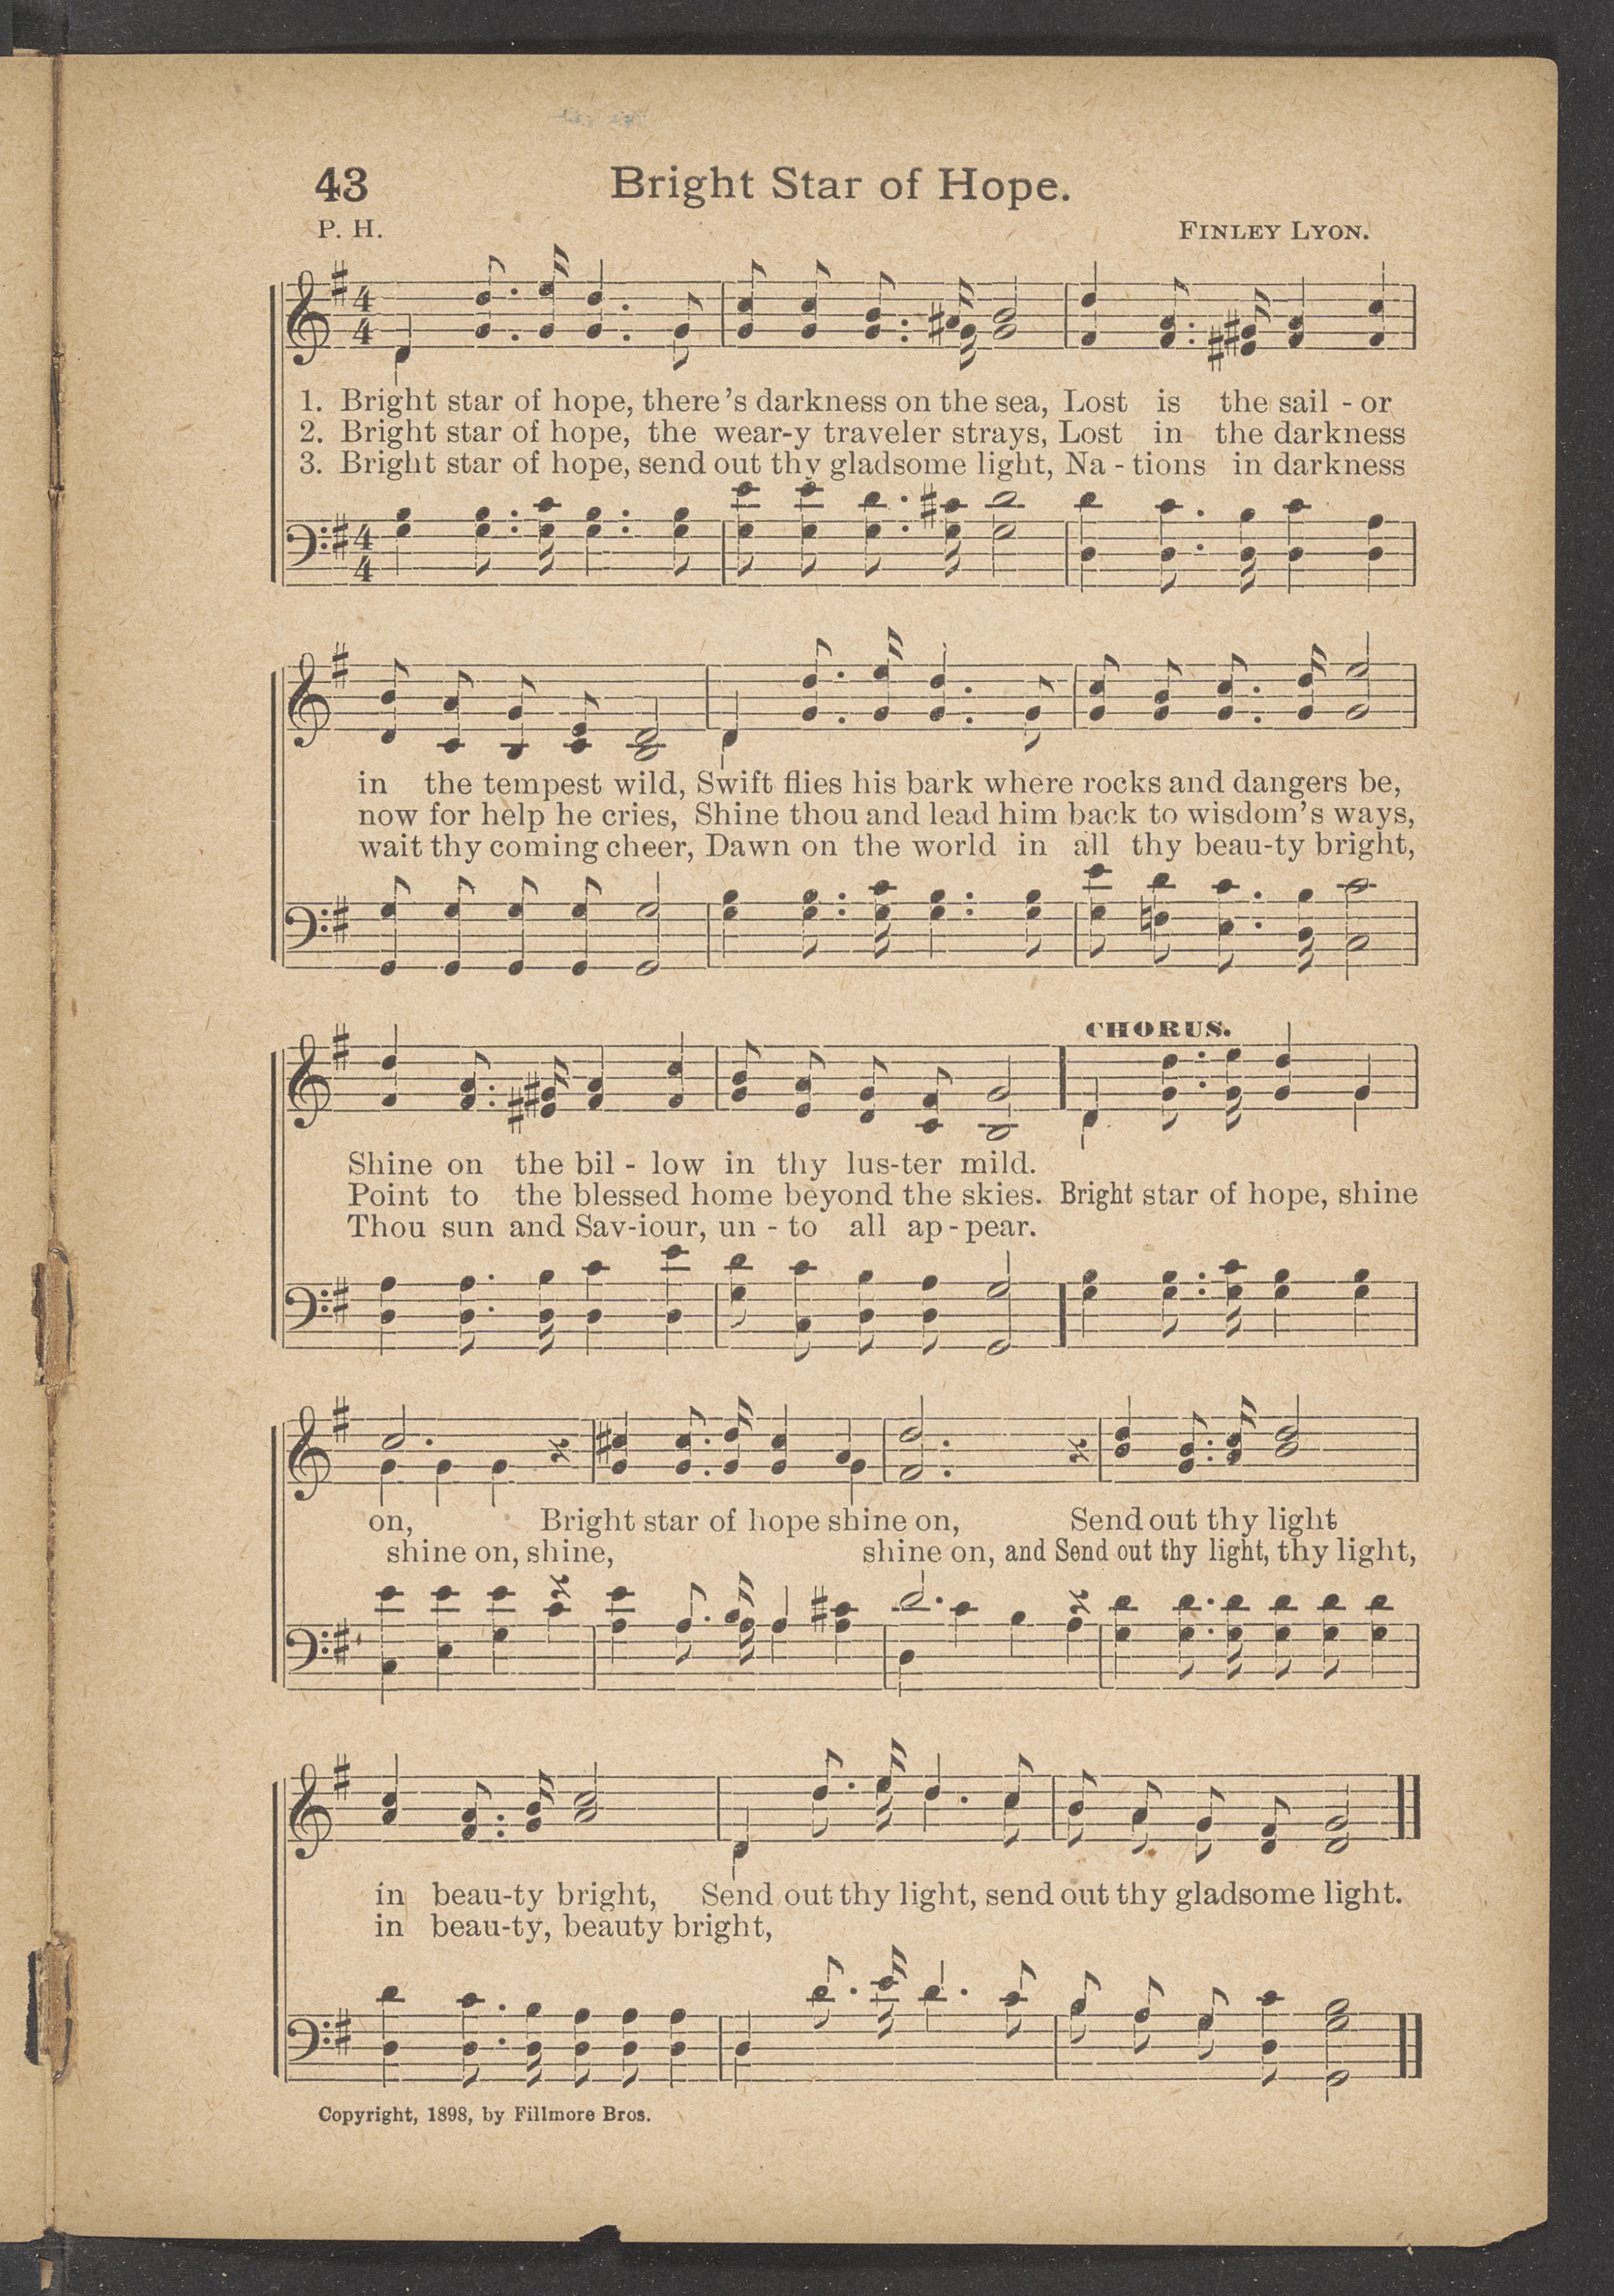 43 Bright Star of Hope.
P. H. FINLEY LYON.
1. Bright star of hope, there's darkness on the sea, Lost is the sail - or
2. Bright star of hope, the wear-y traveler strays, Lost in the darkness
3. Bright star of hope, send out thy gladsome light, Na - tions in darkness
in the tempest wild, Swift flies his bark where rocks and dangers be,
now for help he cries, Shine thou and lead him back to wisdom's ways,
wait thy coming cheer, Dawn on the world in all thy beau-ty bright,
CHORUS.
Shine on the bil - low in thy lus-ter mild.
Point to the blessed home beyond the skies. Bright star of hope, shine
Thou sun and Sav-iour, un - to all ap - pear.
on, Bright star of hope shine on, Send out thy light
shine on, shine, shine on, and Send out thy light, thy light,
in beau-ty bright, Send out thy light, send out thy gladsome light.
in beau-ty, beauty bright,
Copyright, 1898, by Fillmore Bros.